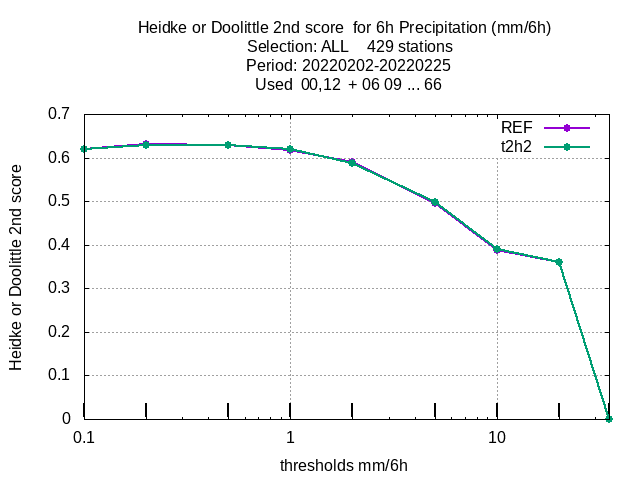 Heidke or Doolittle 2nd score  for 6h Precipitation (mm/6h)
Selection: ALL    429 stations
Period: 20220202-20220225
Used  00,12  + 06 09 ... 66
0.7
REF
t2h2
0.6
0.5
0.4
0.3
0.2
0.1
0
Heidke or Doolittle 2nd score
0.1 1 10
thresholds mm/6h